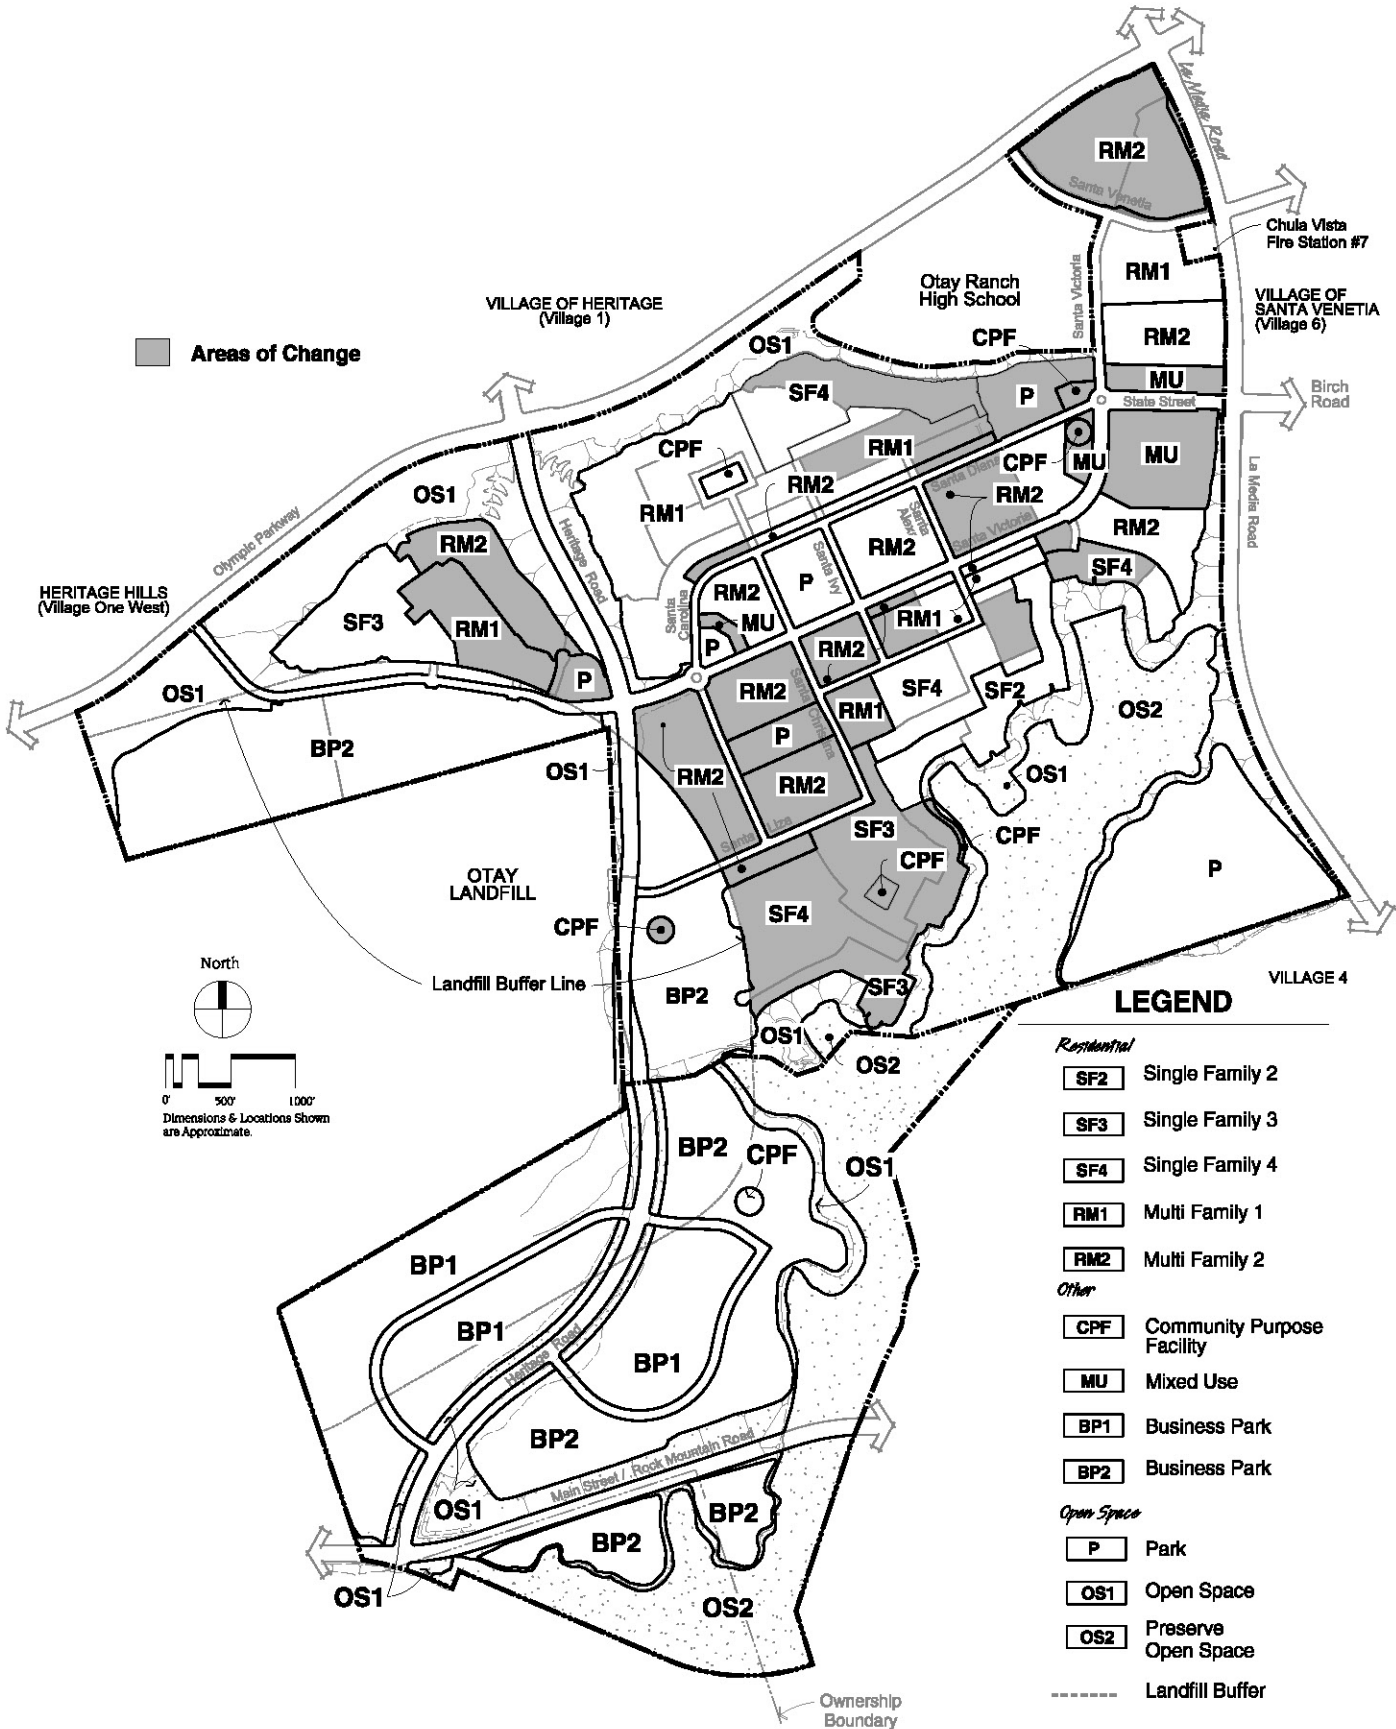 La Media Road
RM2
Santa Venetia
Chula Vista
Fire Station #7
RM1
Santa Victoria
Otay Ranch
High School
VILLAGE OF HERITAGE
(Village 1)
VILLAGE OF
SANTA VENETIA
(Village 6)
CPF
RM2
OS1
Areas of Change
MU
Birch
Road
State Street
SF4
P
CPF
RM1
CPF
MU
MU
RM2
Santa Diana
RM2
OS1
RM1
Santa Alexi
Santa Victoria
RM2
La Media Road
Olympic Parkway
Heritage Road
RM2
RM2
Santa Ivy
SF4
HERITAGE HILLS
(Village One West)
P
RM2
SF3
RM1
Santa Carolina
MU
RM1
P
RM2
OS1
P
RM2
Santa Christina
SF4
SF2
RM1
OS2
BP2
P
OS1
RM2
RM2
OS1
Santa Liza
SF3
CPF
CPF
P
OTAY
LANDFILL
SF4
CPF
North
Landfill Buffer Line
BP2
SF3
VILLAGE 4
OS1
OS2
0' 500' 1000'
Dimensions & Locations Shown
are Approximate.
BP2
CPF
OS1
BP1
BP1
Heritage Road
BP1
BP2
Main Street / Rock Mountain Road
OS1
BP2
BP2
OS1
OS2
Ownership
Boundary
LEGEND
Residential
SF2 Single Family 2
SF3 Single Family 3
SF4 Single Family 4
RM1 Multi Family 1
RM2 Multi Family 2
Other
CPF Community Purpose
Facility
MU Mixed Use
BP1 Business Park
BP2 Business Park
Open Space
P Park
OS1 Open Space
OS2 Preserve
Open Space
Landfill Buffer